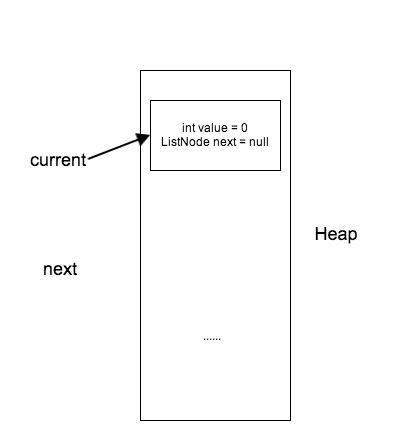 int value = 0
ListNode next = null
current
Heap
next
......